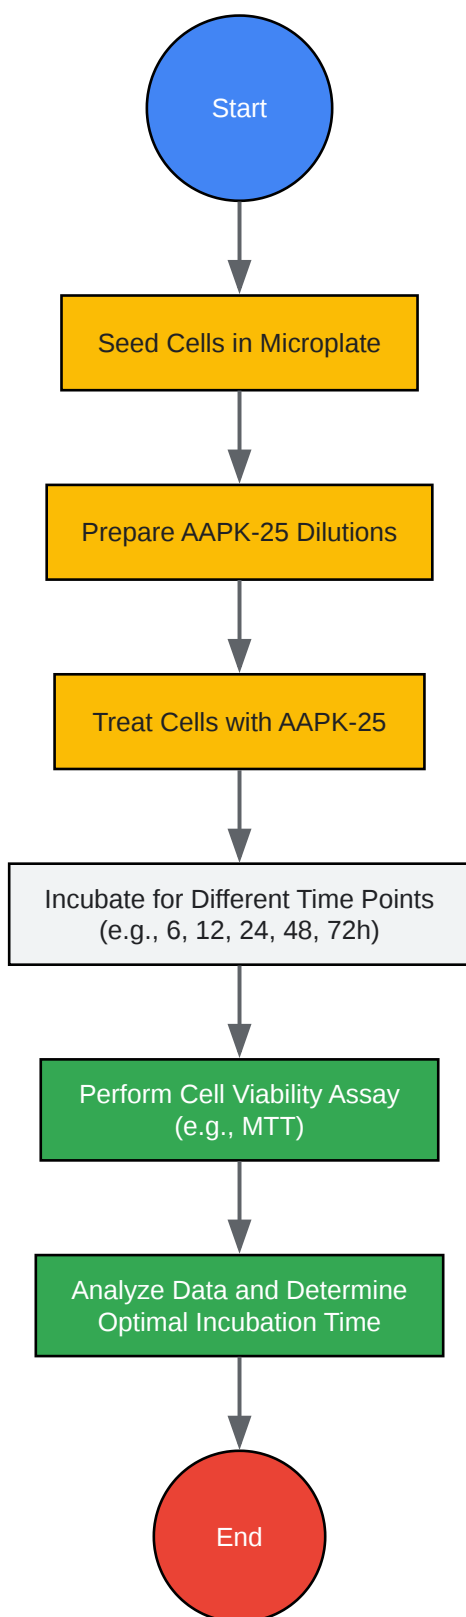 Start
Seed Cells in Microplate
Prepare AAPK-25 Dilutions
Treat Cells with AAPK-25
Incubate for Different Time Points
(e.g., 6, 12, 24, 48, 72h)
Perform Cell Viability Assay
(e.g., MTT)
Analyze Data and Determine
Optimal Incubation Time
End